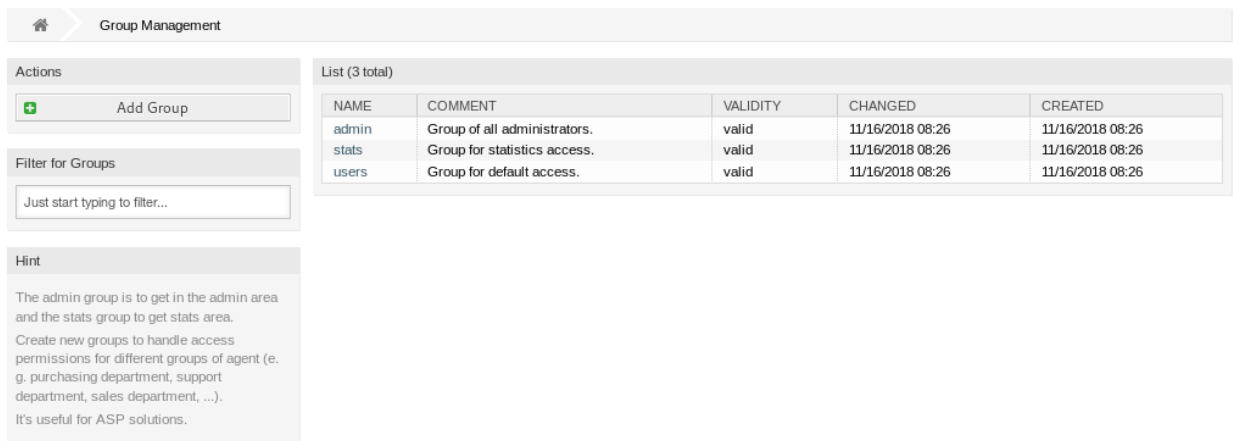 Group Management
Actions
Add Group
Filter for Groups
Just start typing to filter...
Hint
The admin group is to get in the admin area
and the stats group to get stats area.
Create new groups to handle access
permissions for different groups of agent (e.
g. purchasing department, support
department, sales department, ...).
It's useful for ASP solutions.
List (3 total)
NAME COMMENT VALIDITY CHANGED CREATED
admin Group of all administrators. valid 11/16/2018 08:26 11/16/2018 08:26
stats Group for statistics access. valid 11/16/2018 08:26 11/16/2018 08:26
users Group for default access. valid 11/16/2018 08:26 11/16/2018 08:26